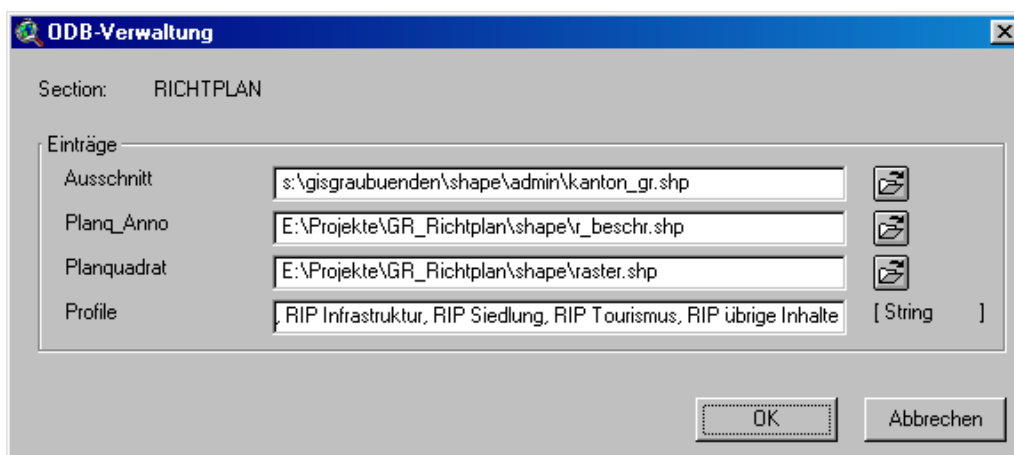 ODB-Verwaltung
Section: RICHTPLAN
Einträge
Ausschnitt s:\gisgraubuenden\shape\admin\kanton_gr.shp
Planq_Anno E:\Projekte\GR_Richtplan\shape\r_beschr.shp
Planquadrat E:\Projekte\GR_Richtplan\shape\raster.shp
Profile , RIP Infrastruktur, RIP Siedlung, RIP Tourismus, RIP übrige Inhalte [ String ]
OK Abbrechen